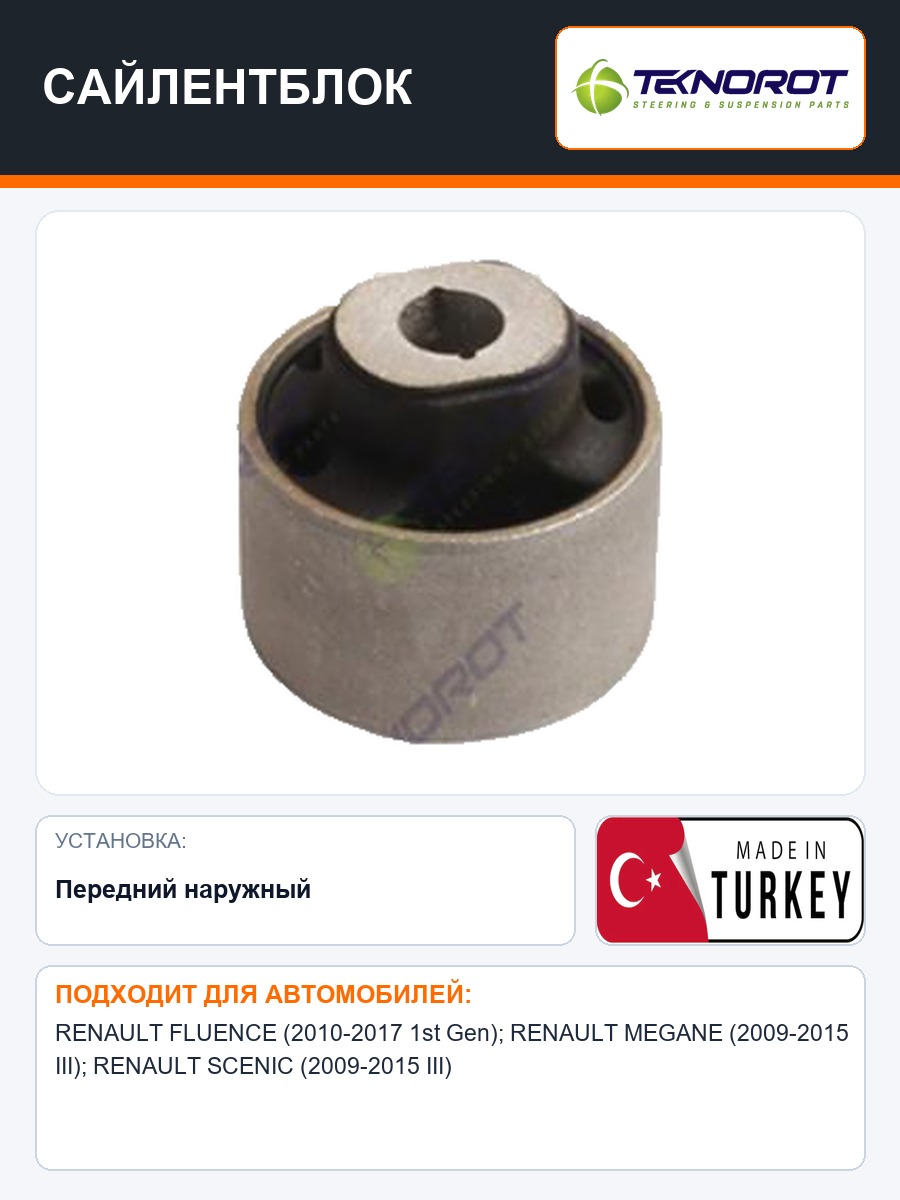 САЙЛЕНТБЛОК
TEKNOROT
STEERING & SUSPENSION PARTS
OROT
УСТАНОВКА:
Передний наружный
MADE IN
TURKEY
ПОДХОДИТ ДЛЯ АВТОМОБИЛЕЙ:
RENAULT FLUENCE (2010-2017 1st Gen); RENAULT MEGANE (2009-2015
III); RENAULT SCENIC (2009-2015 III)